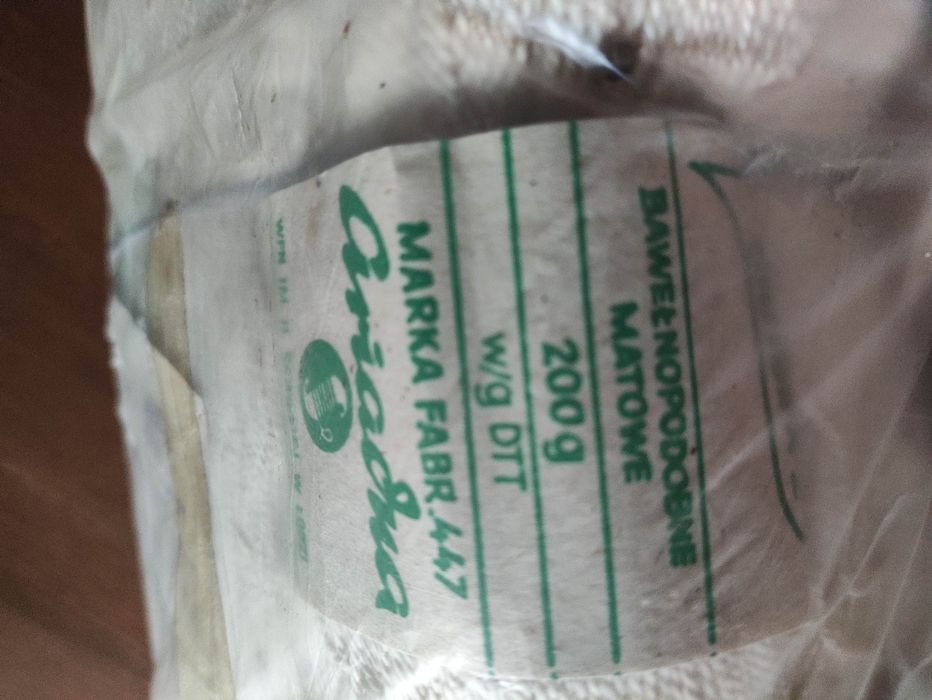 BAWEŁNOPODOBNE
MATOWE
200 g
w/g DTT
MARKA FABR. 447
Ariadna